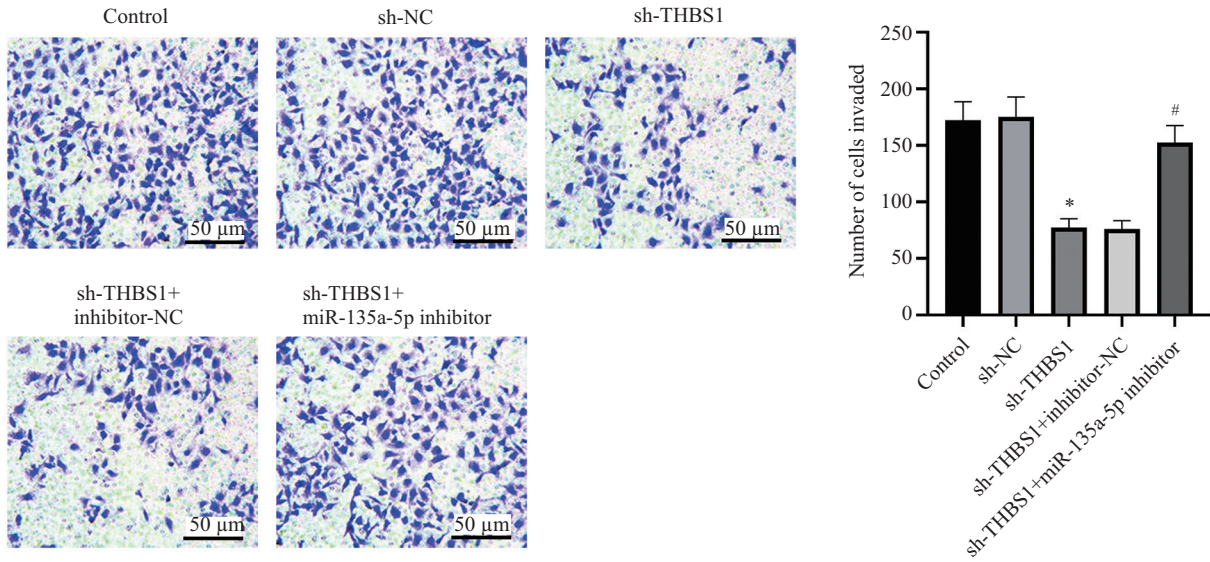 Control
sh-NC
sh-THBS1
50 µm
50 µm
50 µm
sh-THBS1+
inhibitor-NC
sh-THBS1+
miR-135a-5p inhibitor
50 µm
50 µm
Number of cells invaded
250
200
150
100
50
0
*
#
Control
sh-NC
sh-THBS1
sh-THBS1+inhibitor-NC
sh-THBS1+miR-135a-5p inhibitor